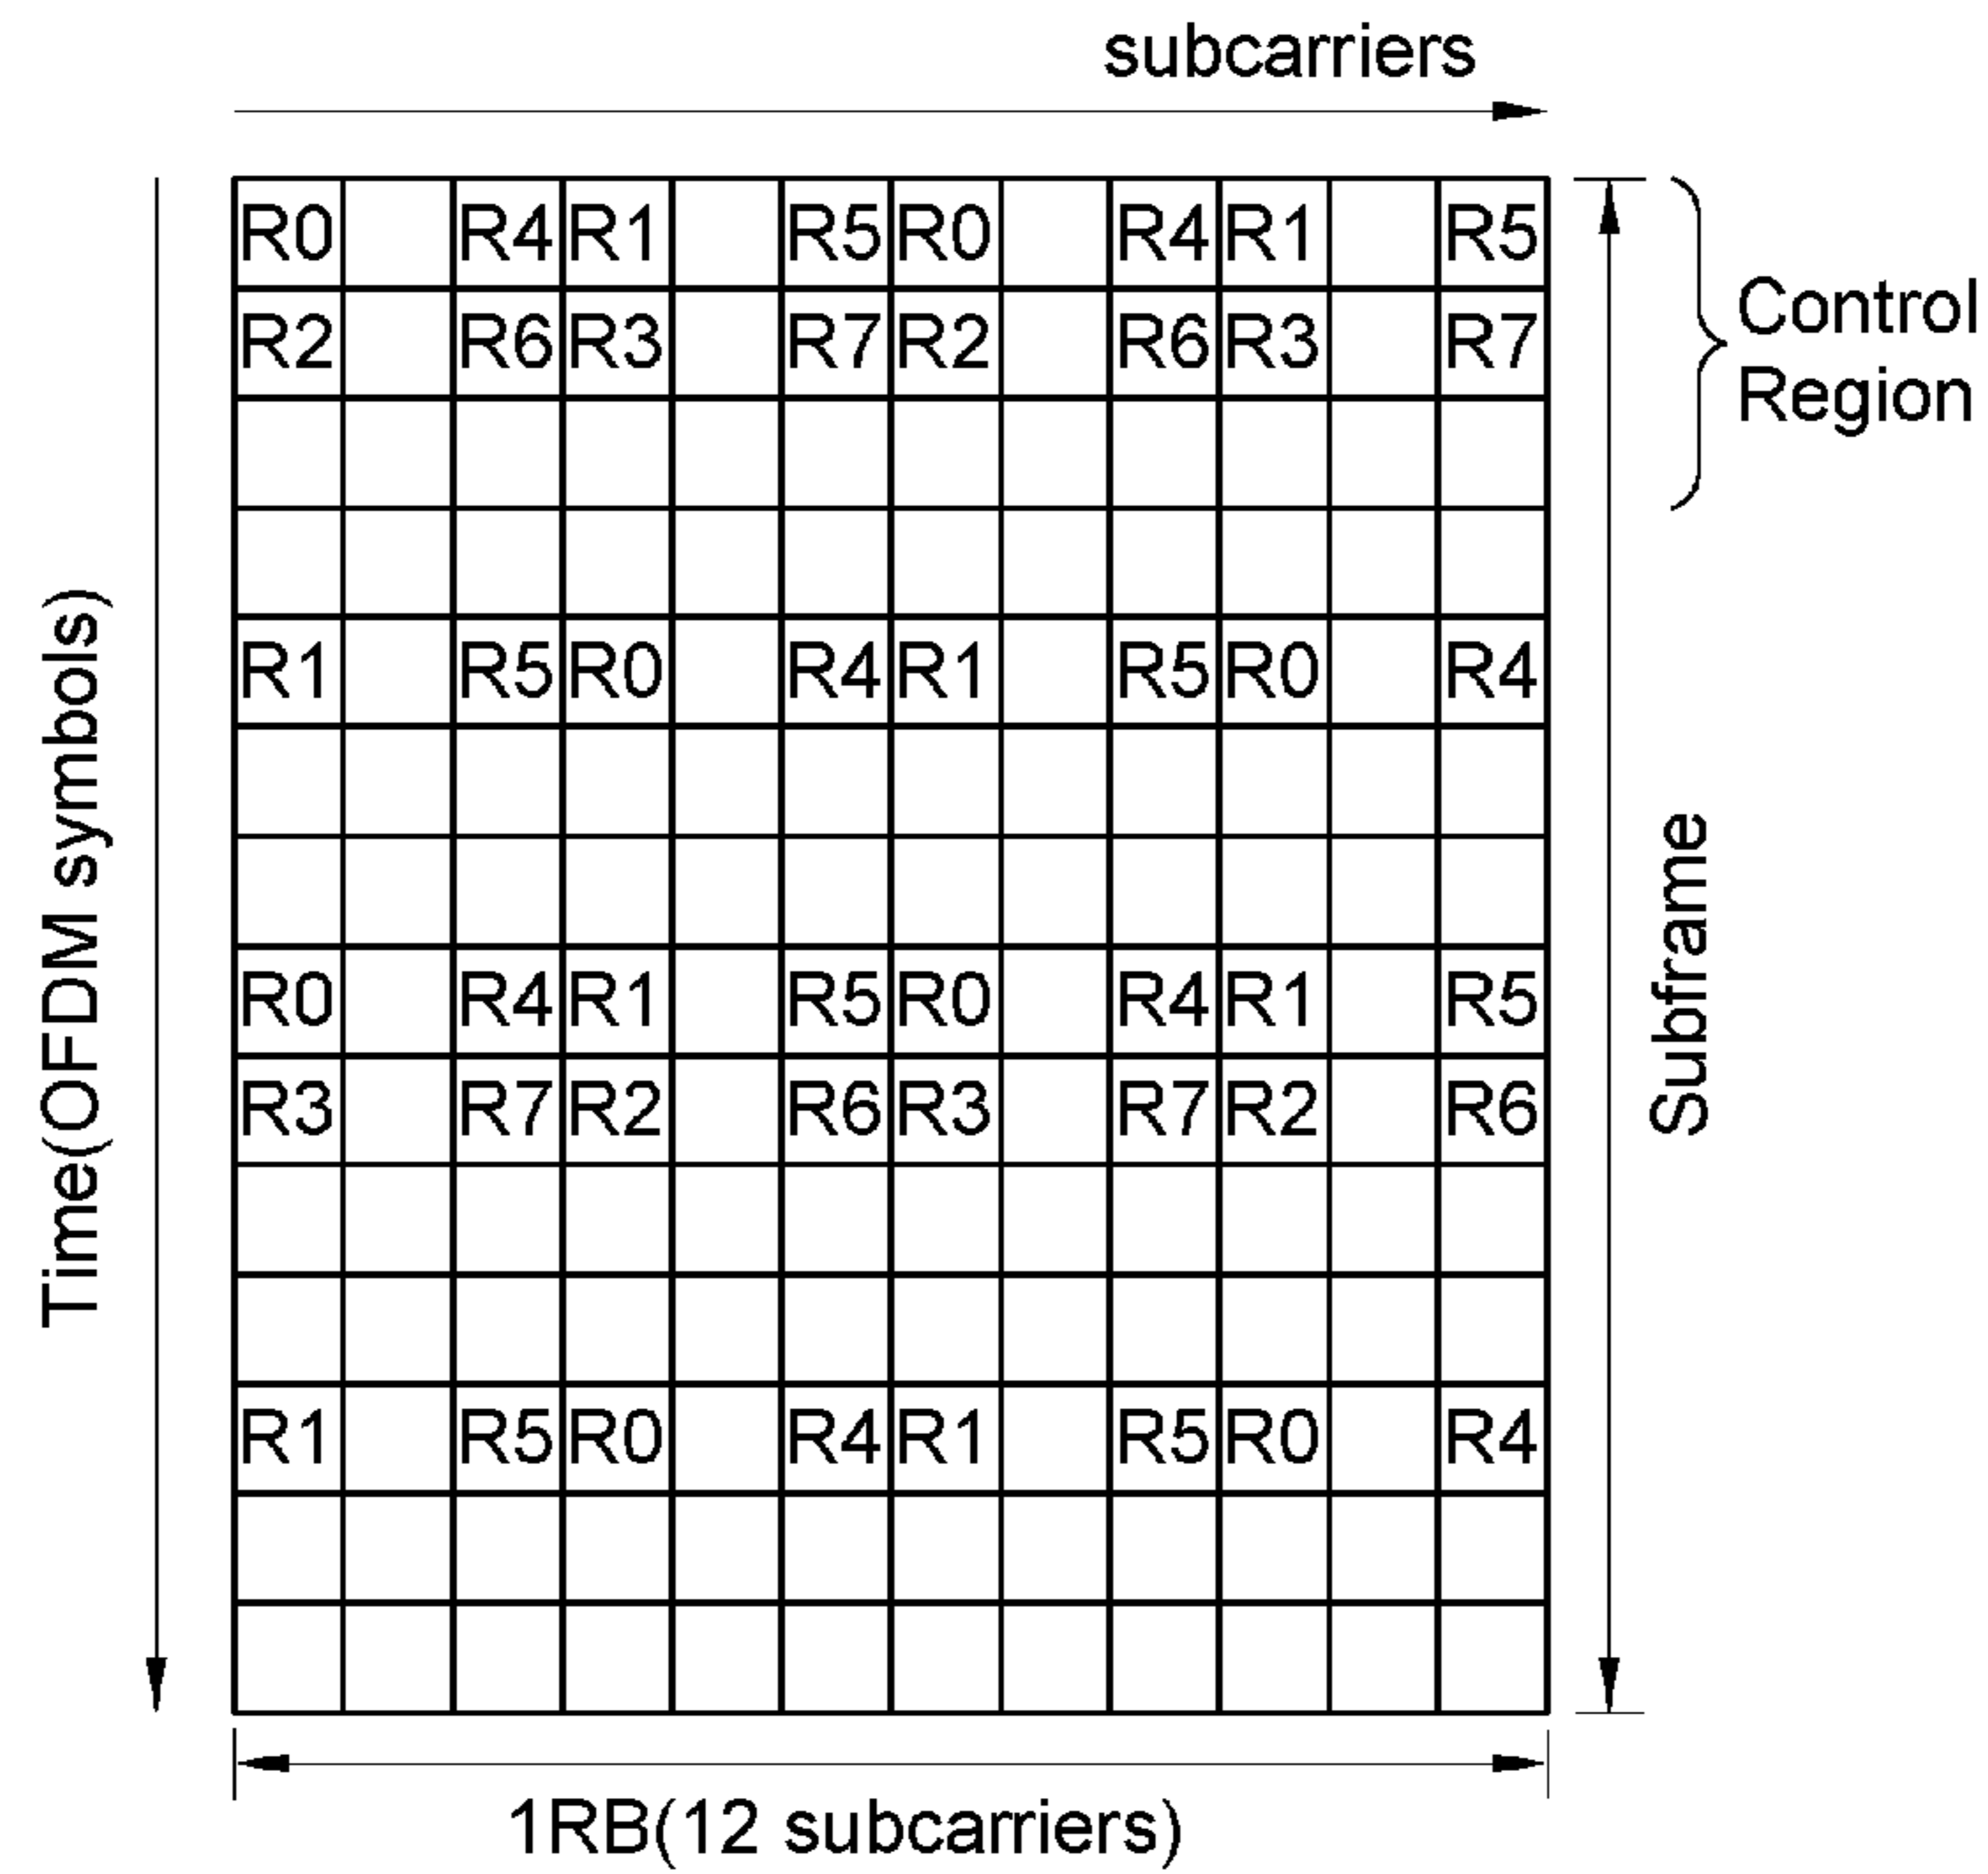 subcarriers
R0 R4 R1 R5 R0 R4 R1 R5
R2 R6 R3 R7 R2 R6 R3 R7
Control
Region
R1 R5 R0 R4 R1 R5 R0 R4
Time(OFDM symbols)
Subframe
R0 R4 R1 R5 R0 R4 R1 R5
R3 R7 R2 R6 R3 R7 R2 R6
R1 R5 R0 R4 R1 R5 R0 R4
1RB(12 subcarriers)